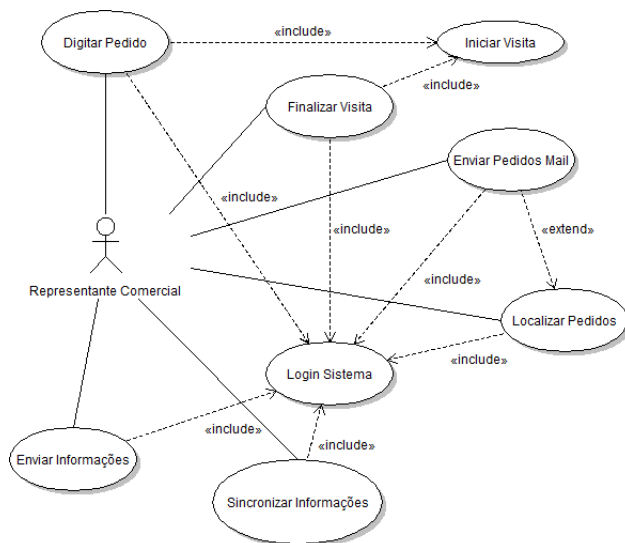 Digitar Pedido
«include»
Iniciar Visita
«include»
Finalizar Visita
Enviar Pedidos Mail
«include»
«include»
«extend»
«include»
Representante Comercial
Localizar Pedidos
«include»
Login Sistema
«include»
«include»
Enviar Informações
Sincronizar Informações